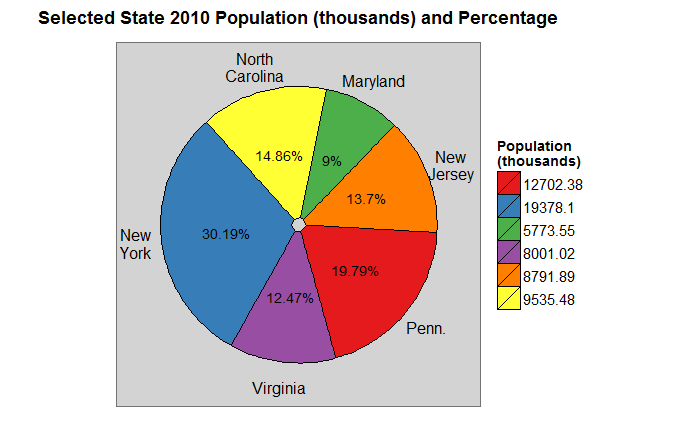 Selected State 2010 Population (thousands) and Percentage
North
Carolina
Maryland
New
Jersey
14.86%
9%
13.7%
New
York
30.19%
19.79%
12.47%
Penn.
Virginia
Population
(thousands)
12702.38
19378.1
5773.55
8001.02
8791.89
9535.48